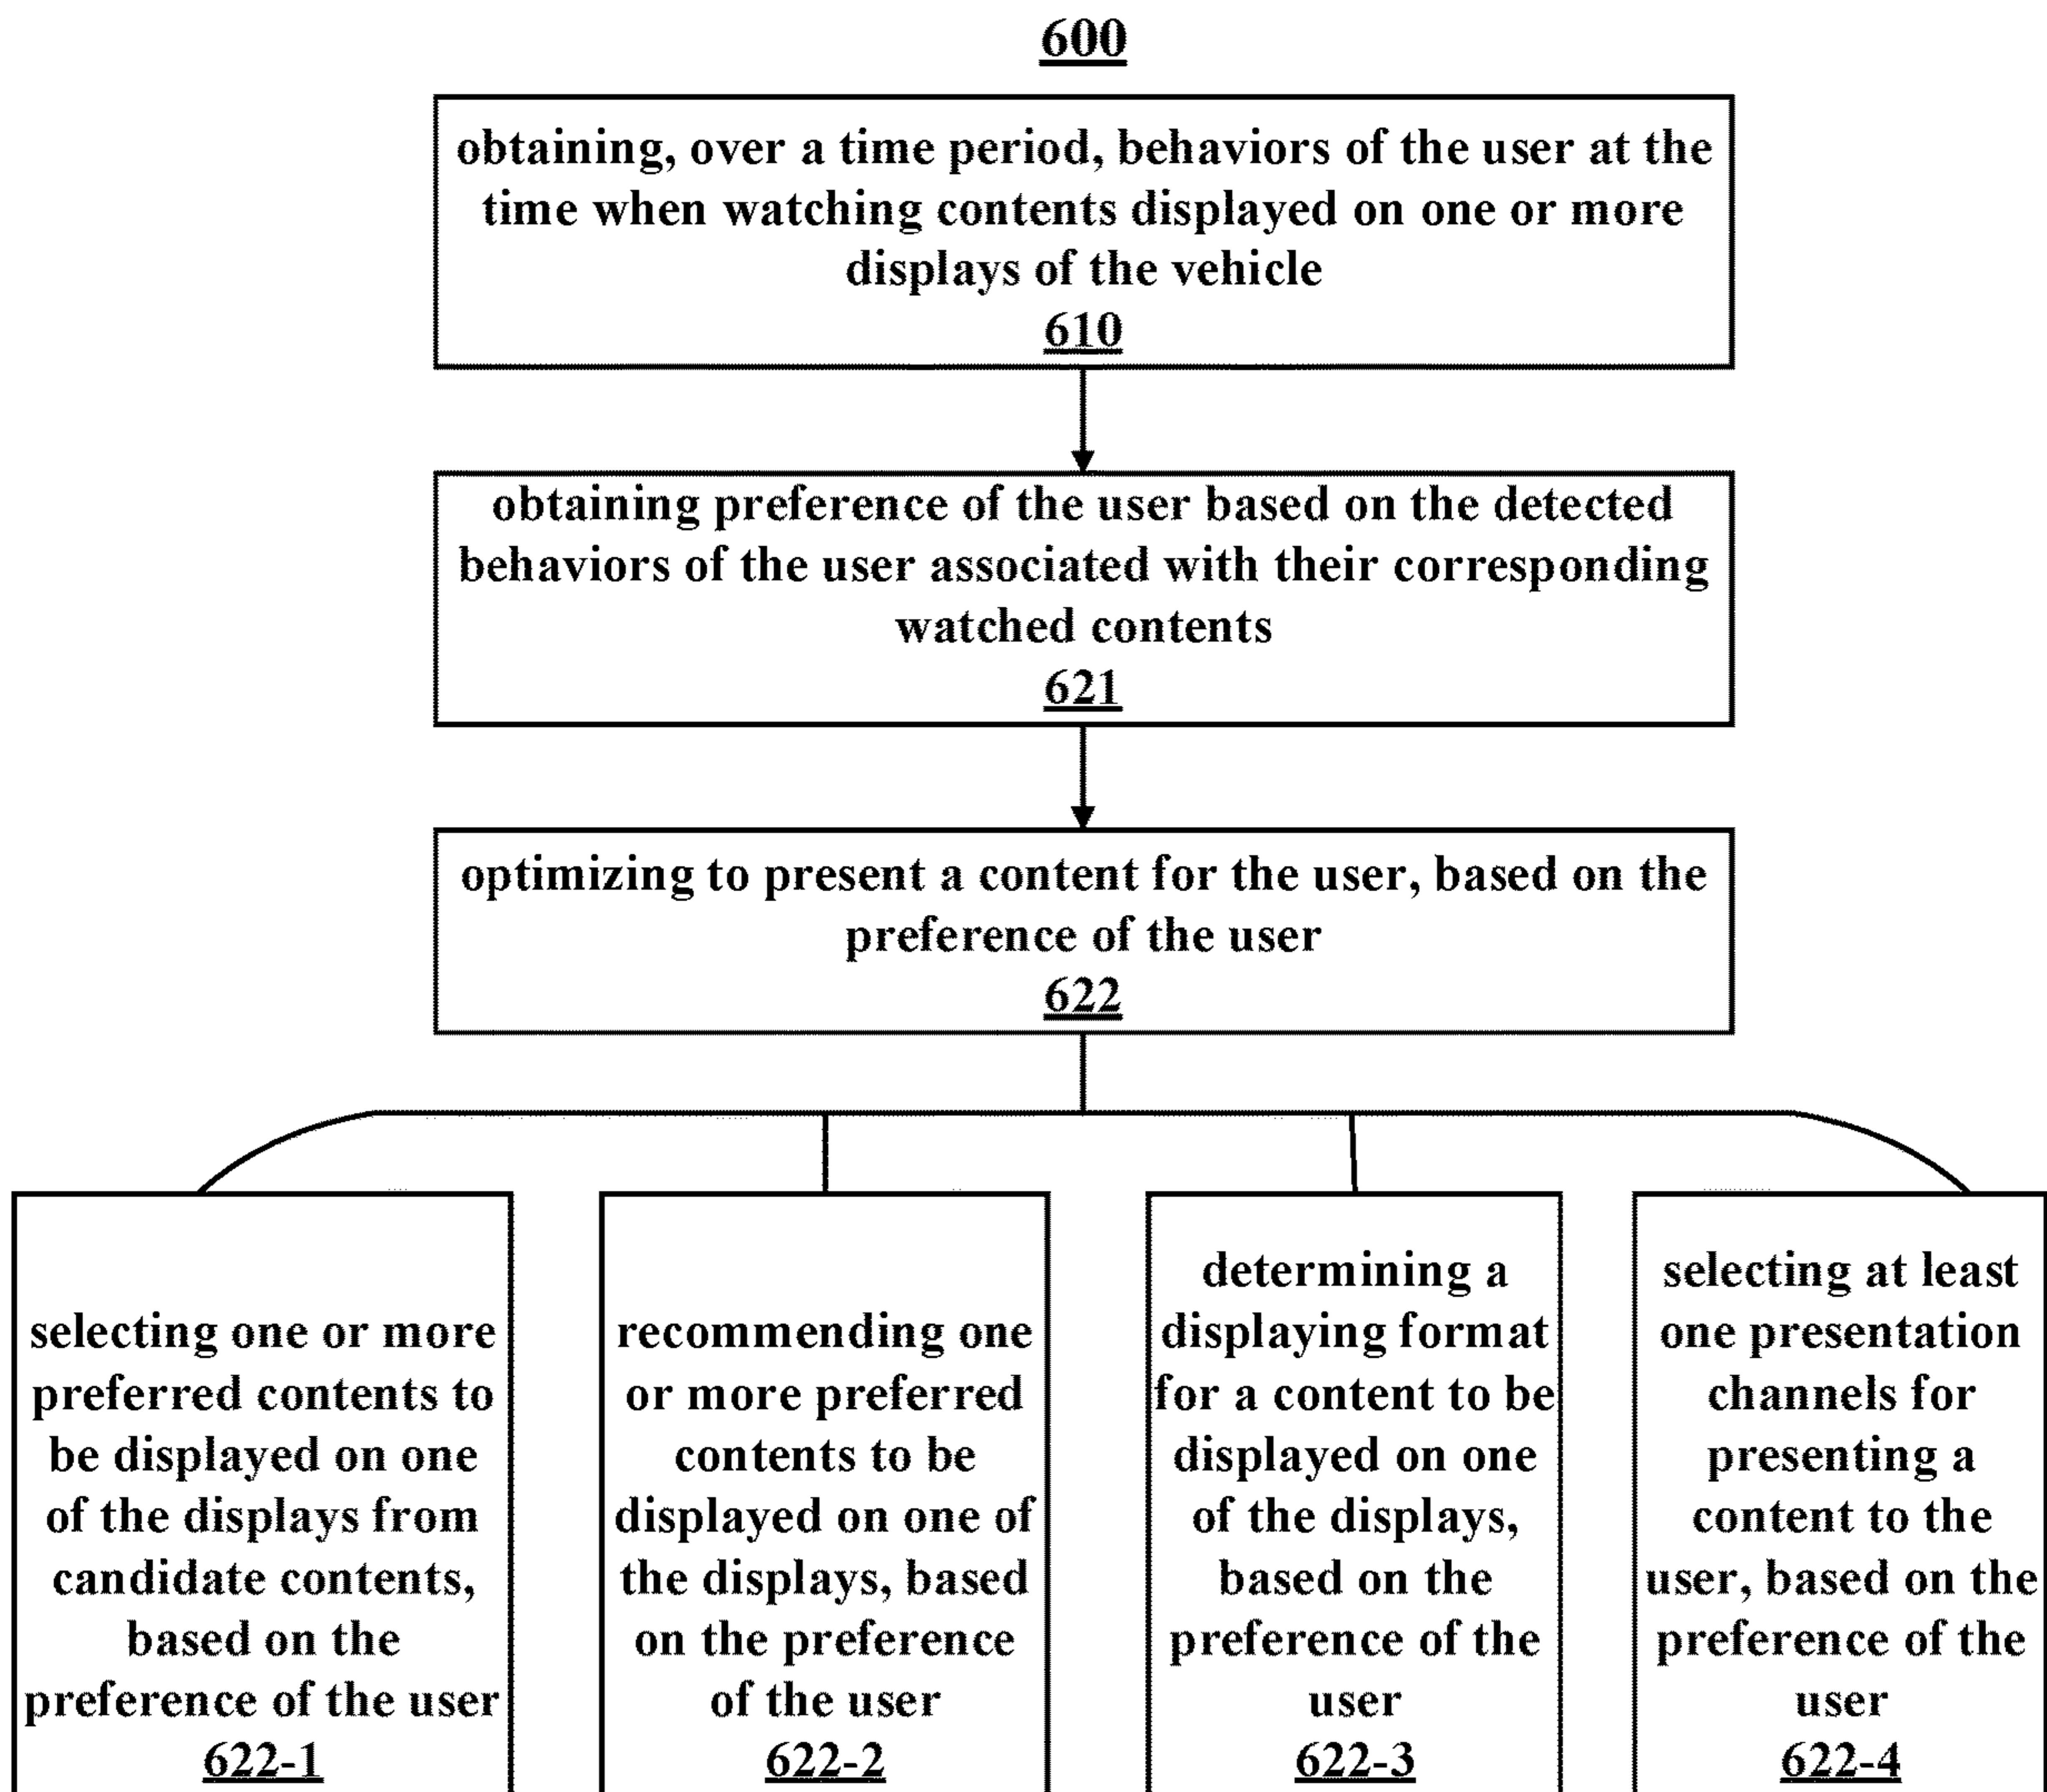 600
obtaining, over a time period, behaviors of the user at the
time when watching contents displayed on one or more
displays of the vehicle
610
obtaining preference of the user based on the detected
behaviors of the user associated with their corresponding
watched contents
621
optimizing to present a content for the user, based on the
preference of the user
622
selecting one or more
preferred contents to
be displayed on one
of the displays from
candidate contents,
based on the
preference of the user
622-1
recommending one
or more preferred
contents to be
displayed on one of
the displays, based
on the preference
of the user
622-2
determining a
displaying format
for a content to be
displayed on one
of the displays,
based on the
preference of the
user
622-3
selecting at least
one presentation
channels for
presenting a
content to the
user, based on the
preference of the
user
622-4